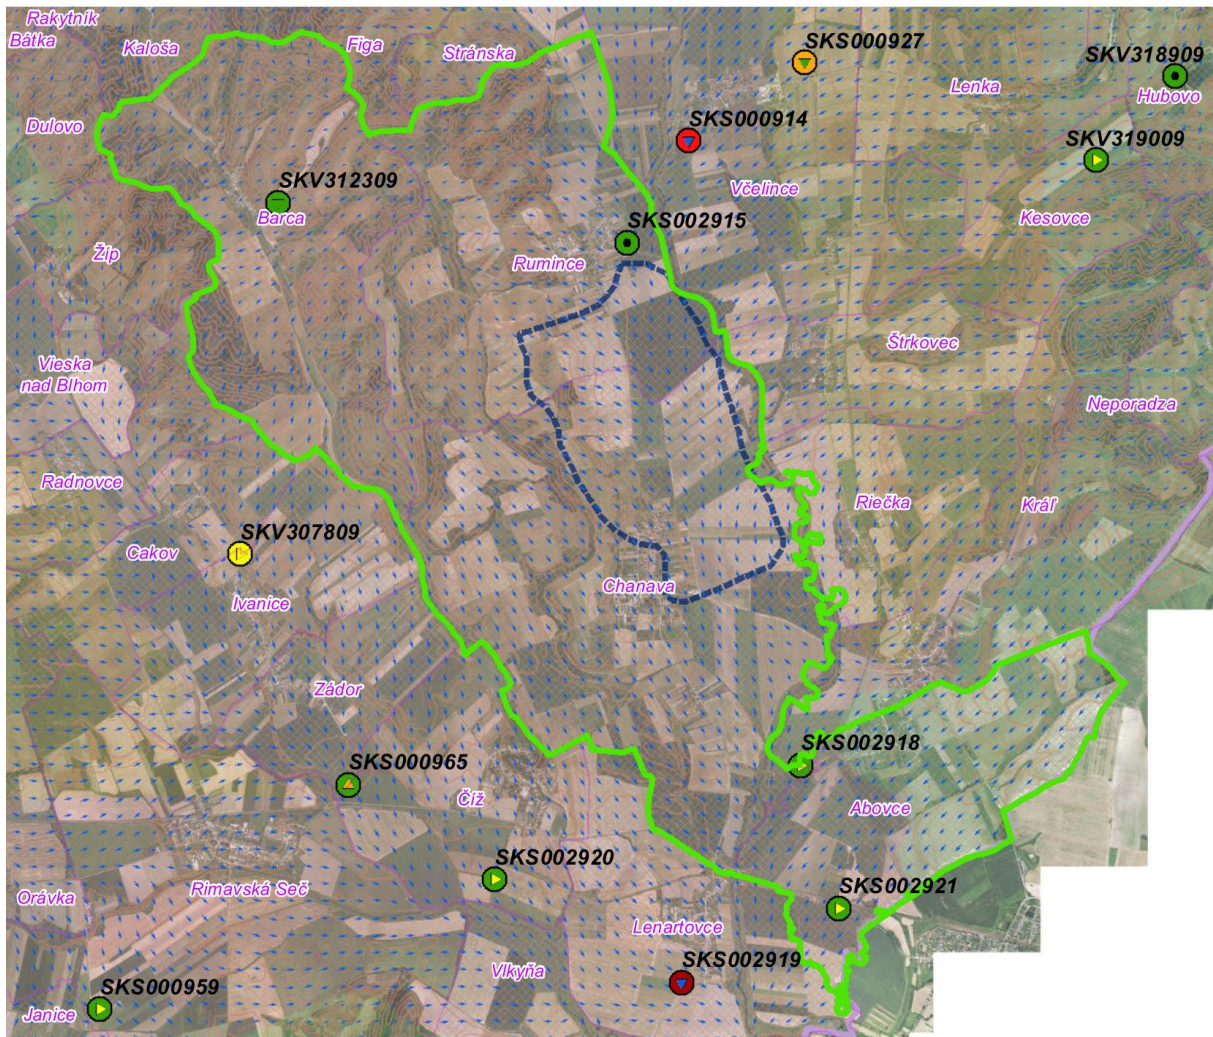 Rakytník
Bátka
Kaloša
Figa
Stránska
SKS000927
SKV318909
Lenka
Hubovo
Dulovo
SKS000914
SKV319009
SKV312309
Včelince
Barca
SKS002915
Kesovce
Žíp
Rumince
Štrkovec
Vieska
nad Blhom
Neporadza
Radnovce
Riečka
Kráľ
SKV307809
Cakov
Chanava
Ivanice
Zádor
SKS002918
SKS000965
Číž
Abovce
SKS002920
Rimavská Seč
SKS002921
Orávka
Lenartovce
SKS002919
Vlkyňa
SKS000959
Janice